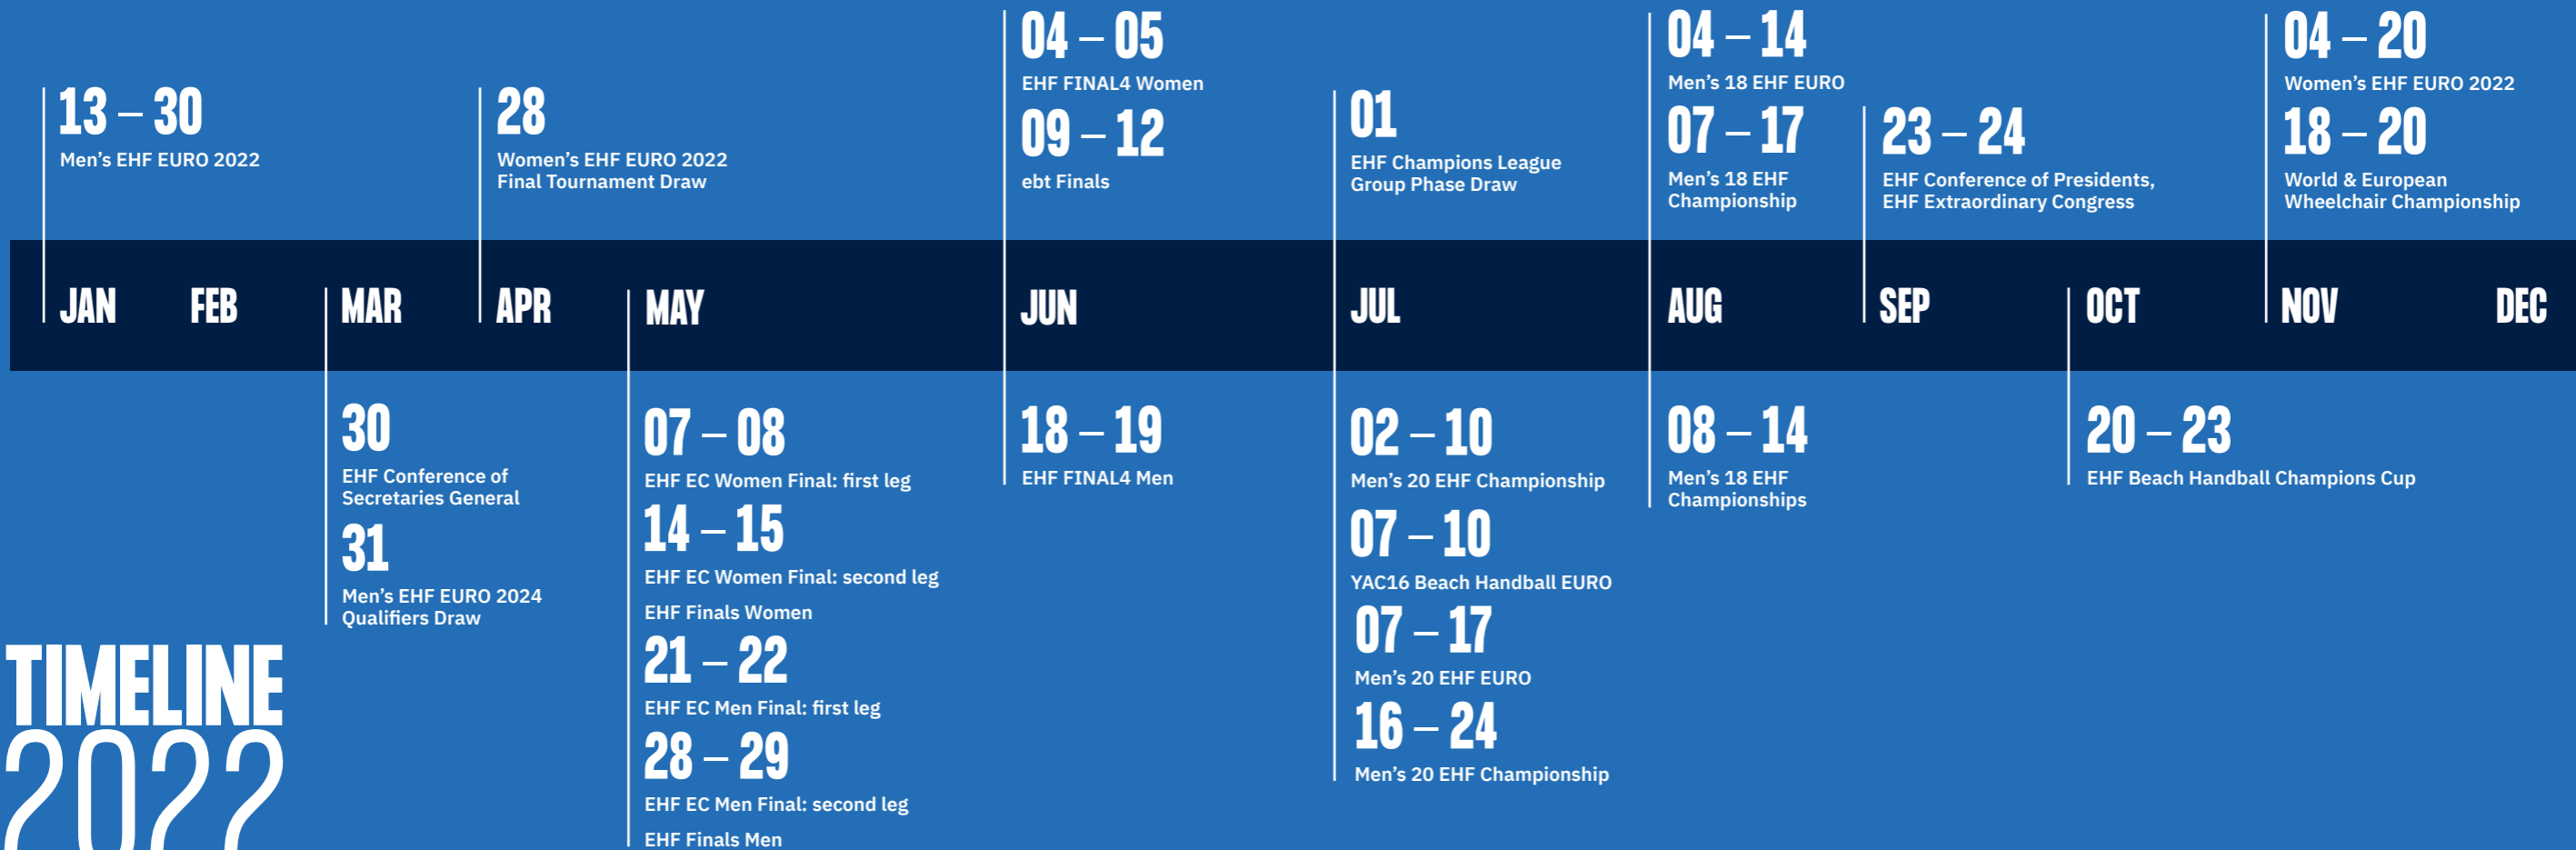 13 – 30
Men’s EHF EURO 2022
28
Women’s EHF EURO 2022
Final Tournament Draw
04 – 05
EHF FINAL4 Women
09 – 12
ebt Finals
01
EHF Champions League
Group Phase Draw
04 – 14
Men’s 18 EHF EURO
07 – 17
Men’s 18 EHF
Championship
23 – 24
EHF Conference of Presidents,
EHF Extraordinary Congress
04 – 20
Women’s EHF EURO 2022
18 – 20
World & European
Wheelchair Championship
JAN FEB MAR APR MAY JUN JUL AUG SEP OCT NOV DEC
30
EHF Conference of
Secretaries General
31
Men’s EHF EURO 2024
Qualifiers Draw
07 – 08
EHF EC Women Final: first leg
14 – 15
EHF EC Women Final: second leg
EHF Finals Women
21 – 22
EHF EC Men Final: first leg
28 – 29
EHF EC Men Final: second leg
EHF Finals Men
18 – 19
EHF FINAL4 Men
02 – 10
Men’s 20 EHF Championship
07 – 10
YAC16 Beach Handball EURO
07 – 17
Men’s 20 EHF EURO
16 – 24
Men’s 20 EHF Championship
08 – 14
Men’s 18 EHF
Championships
20 – 23
EHF Beach Handball Champions Cup
TIMELINE
2022